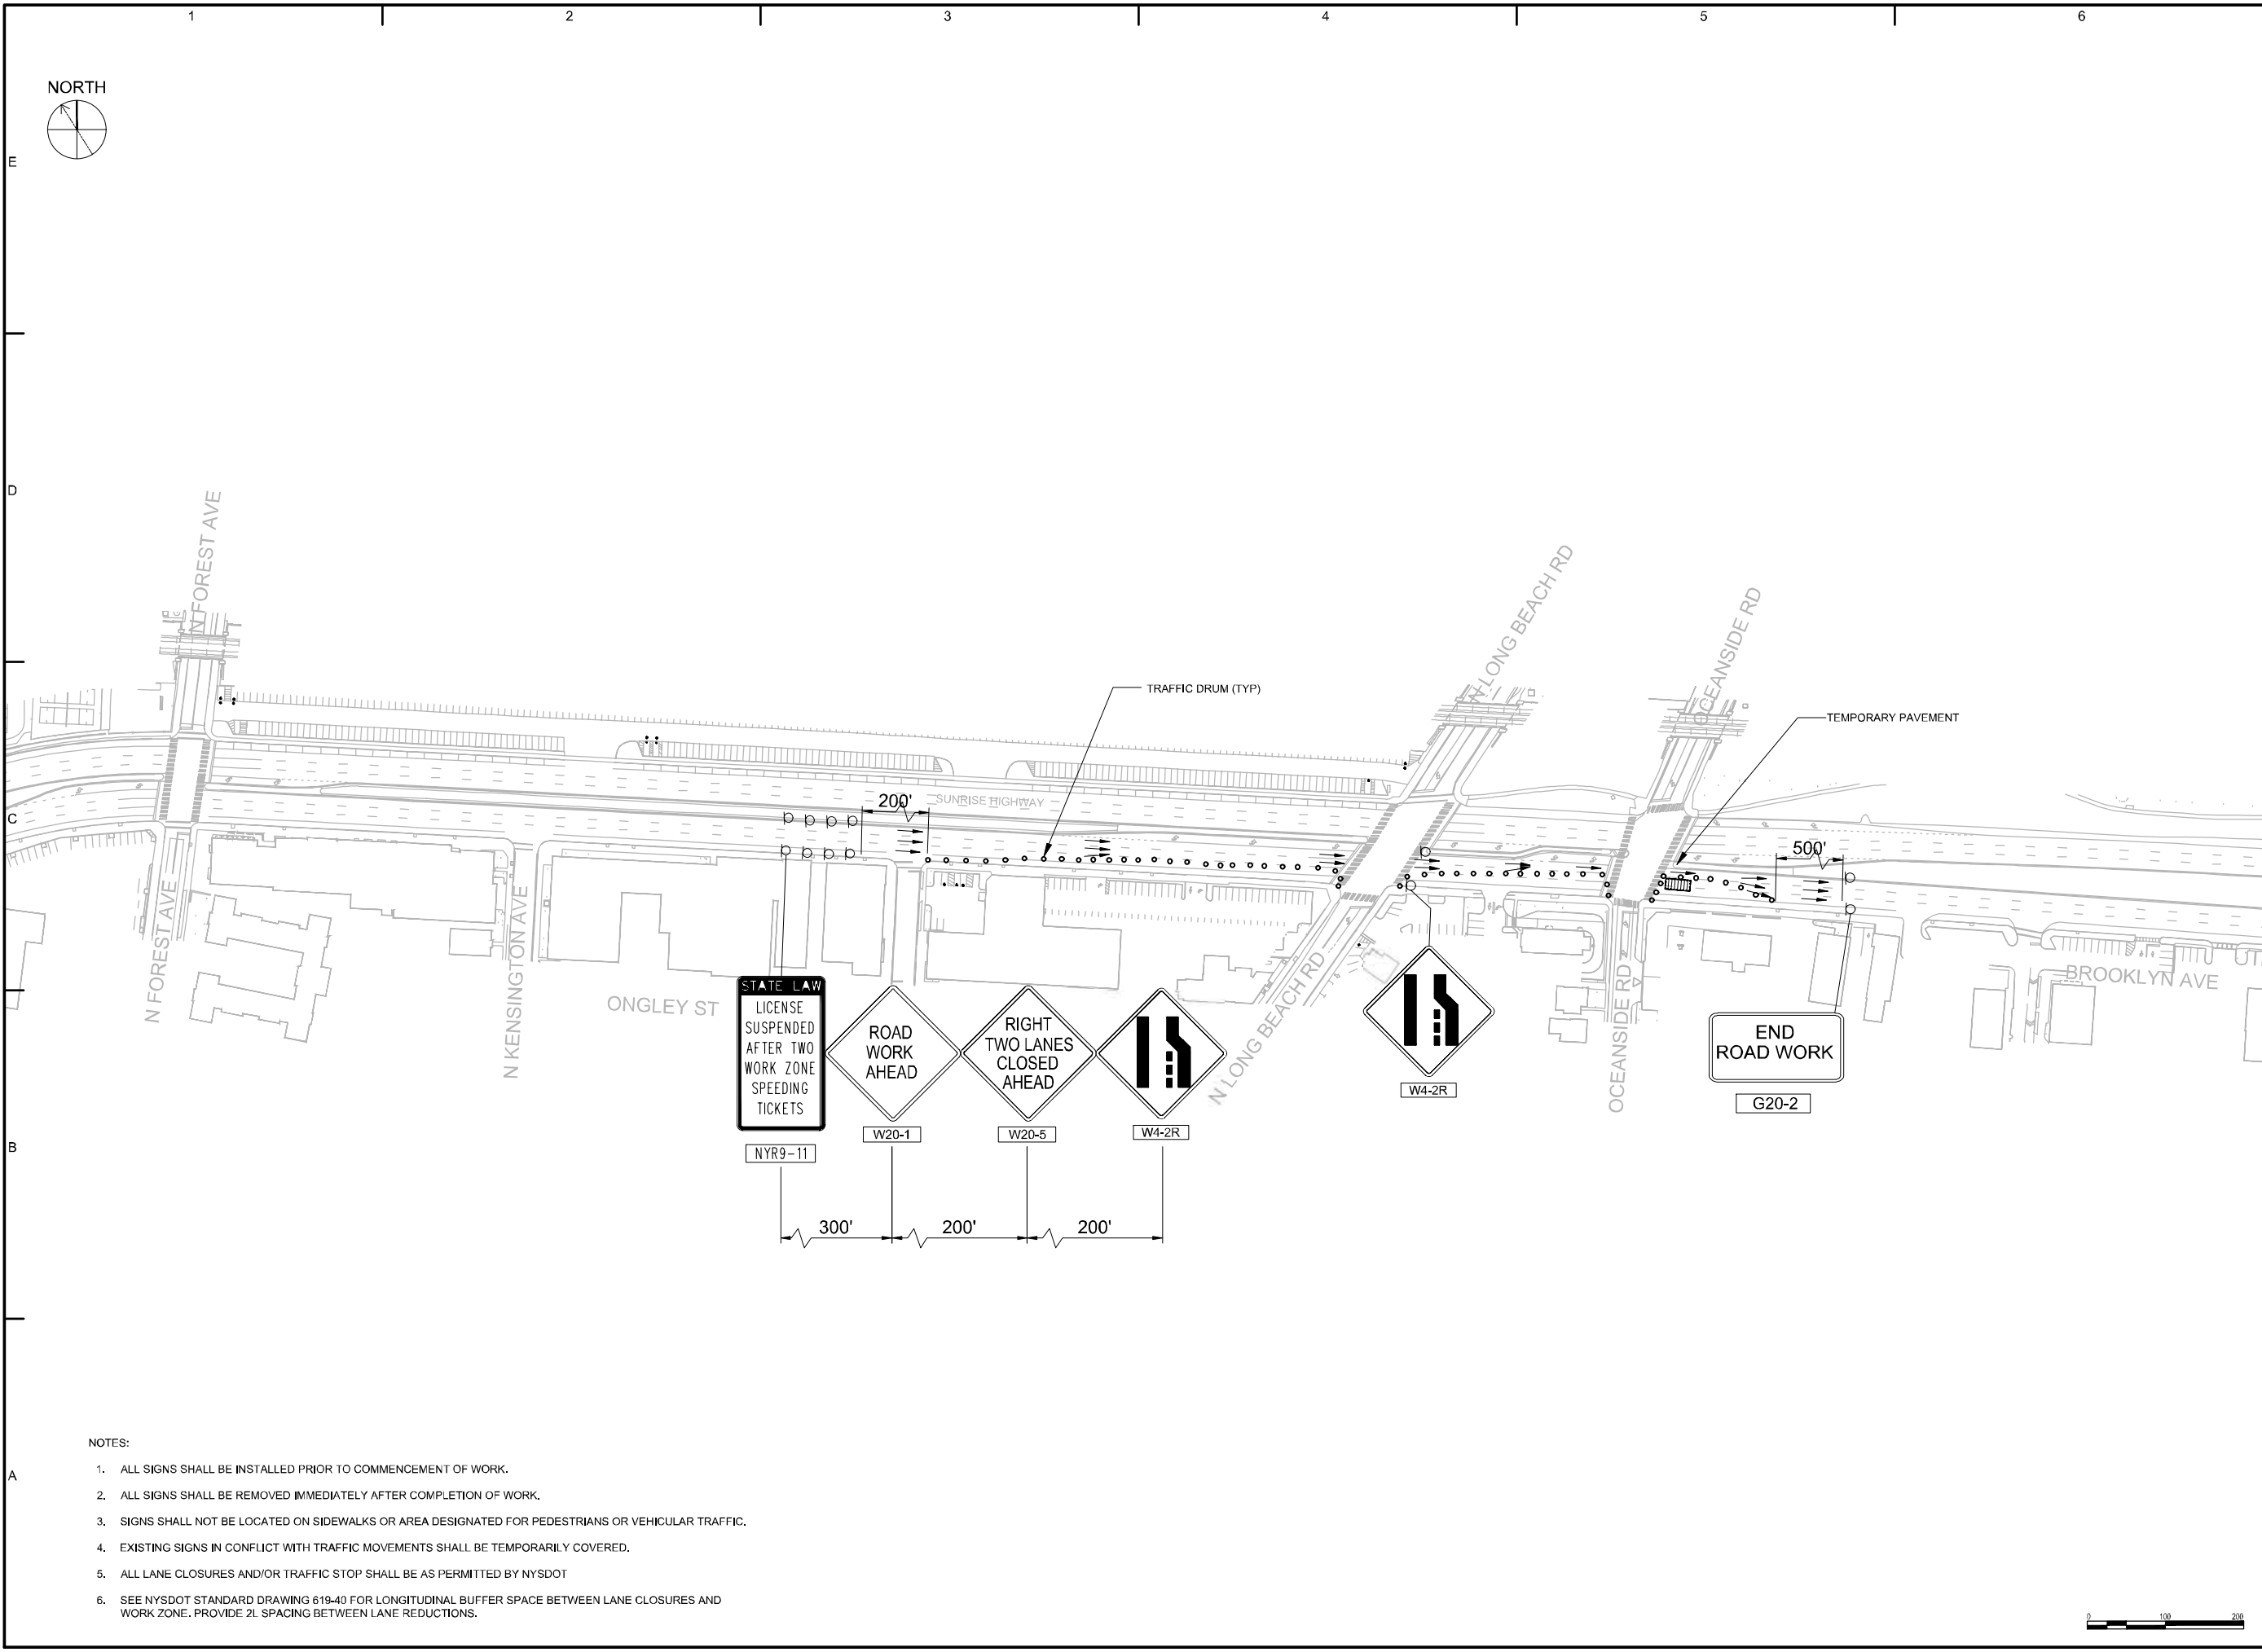 1 2 3 4 5 6
NORTH
E
D
C
B
A
N FOREST AVE
N LONG BEACH RD
OCEANSIDE RD
TRAFFIC DRUM (TYP)
TEMPORARY PAVEMENT
200'
SUNRISE HIGHWAY
500'
N FOREST AVE
N KENSINGTON AVE
ONGLEY ST
N LONG BEACH RD
OCEANSIDE RD
BROOKLYN AVE
STATE LAW
LICENSE
SUSPENDED
AFTER TWO
WORK ZONE
SPEEDING
TICKETS
NYR9-11
ROAD
WORK
AHEAD
W20-1
RIGHT
TWO LANES
CLOSED
AHEAD
W20-5
W4-2R
W4-2R
END
ROAD WORK
G20-2
300' 200' 200'
NOTES:
1. ALL SIGNS SHALL BE INSTALLED PRIOR TO COMMENCEMENT OF WORK.
2. ALL SIGNS SHALL BE REMOVED IMMEDIATELY AFTER COMPLETION OF WORK.
3. SIGNS SHALL NOT BE LOCATED ON SIDEWALKS OR AREA DESIGNATED FOR PEDESTRIANS OR VEHICULAR TRAFFIC.
4. EXISTING SIGNS IN CONFLICT WITH TRAFFIC MOVEMENTS SHALL BE TEMPORARILY COVERED.
5. ALL LANE CLOSURES AND/OR TRAFFIC STOP SHALL BE AS PERMITTED BY NYSDOT
6. SEE NYSDOT STANDARD DRAWING 619-40 FOR LONGITUDINAL BUFFER SPACE BETWEEN LANE CLOSURES AND
WORK ZONE. PROVIDE 2L SPACING BETWEEN LANE REDUCTIONS.
0 100 200